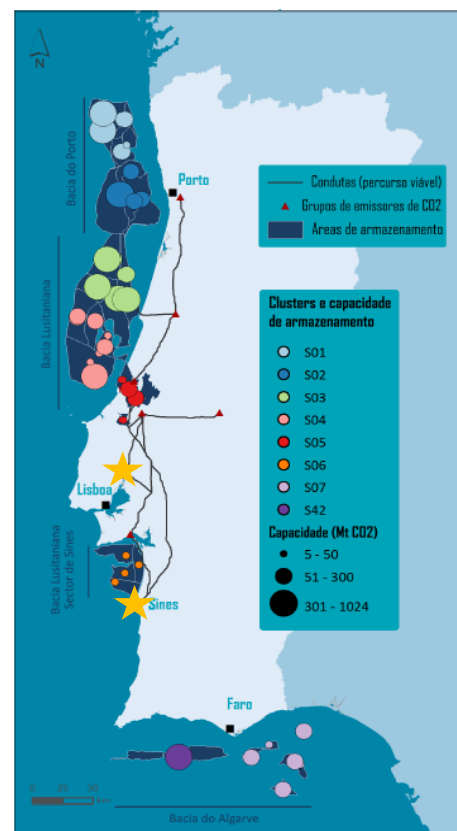 N
Bacia do Porto
Porto
Condutas (percurso viável)
Grupos de emissores de CO2
Areas de armazenamento
Bacia Lusitaniana
Clusters e capacidade
de armazenamento
S01
S02
S03
S04
S05
S06
S07
S42
Capacidade (Mt CO2)
5 - 50
51 - 300
301 - 1024
Lisboa
Bacia Lusitaniana
Sector de Sines
Sines
Faro
0 25 50
Km
Bacia do Algarve